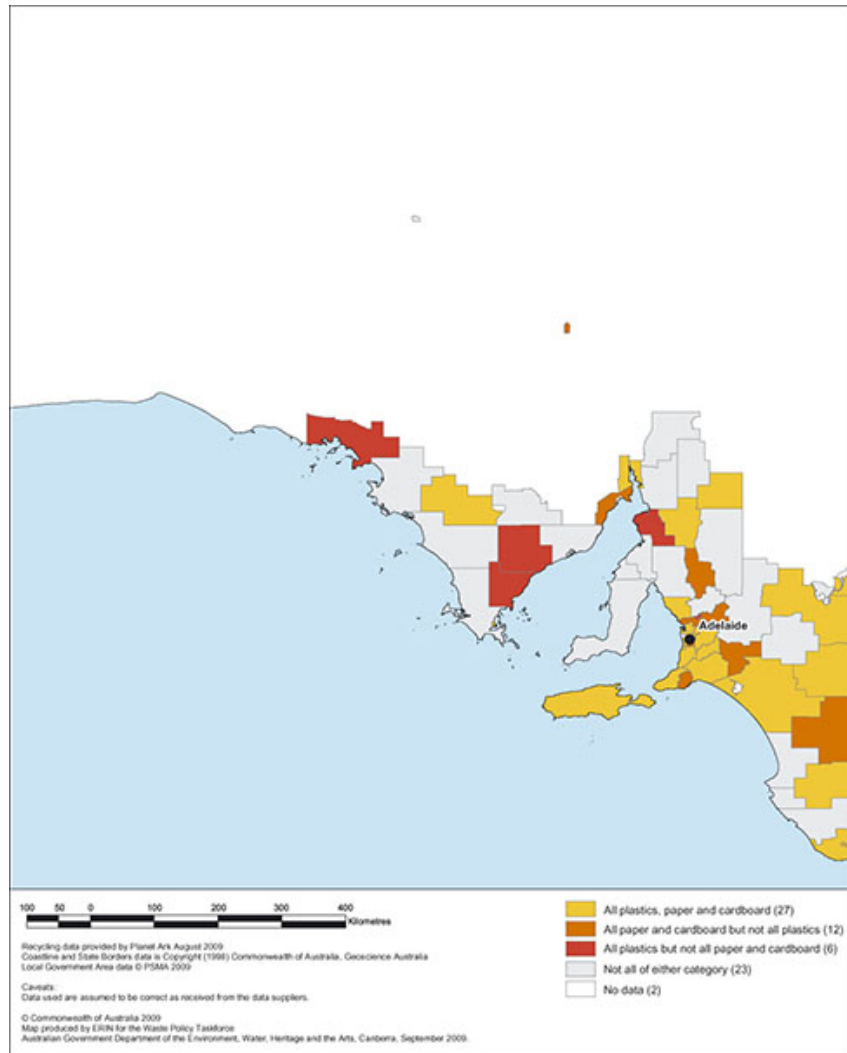 Adelaide
100 50 0 100 200 300 400
Kilometres
Recycling data provided by Planet Ark August 2009
Coastline and State Borders data is Copyright (1998) Commonwealth of Australia, Geoscience Australia
Local Government Area data © PSMA 2009
Caveats:
Data used are assumed to be correct as received from the data suppliers.
© Commonwealth of Australia 2009
Map produced by ERIN for the Waste Policy Taskforce
Australian Government Department of the Environment, Water, Heritage and the Arts, Canberra, September 2009.
All plastics, paper and cardboard (27)
All paper and cardboard but not all plastics (12)
All plastics but not all paper and cardboard (6)
Not all of either category (23)
No data (2)